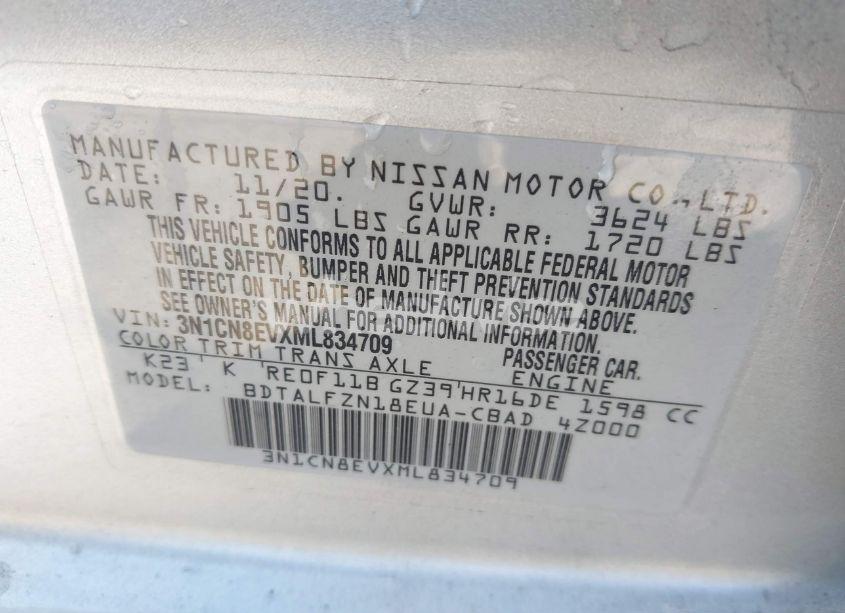 MANUFACTURED BY NISSAN MOTOR CO., LTD.
DATE: 11/20. GVWR: 3624 LBS
GAWR FR: 1905 LBS GAWR RR: 1720 LBS
THIS VEHICLE CONFORMS TO ALL APPLICABLE FEDERAL MOTOR
VEHICLE SAFETY, BUMPER AND THEFT PREVENTION STANDARDS
IN EFFECT ON THE DATE OF MANUFACTURE SHOWN ABOVE.
SEE OWNER'S MANUAL FOR ADDITIONAL INFORMATION.
VIN: 3N1CN8EVXML834709 PASSENGER CAR.
COLOR TRIM TRANS AXLE ENGINE
K23 K RE0F11B GZ39 HR16DE 1598 CC
MODEL: BDTALFZN18EUA-CBAD 4Z000
3N1CN8EVXML834709